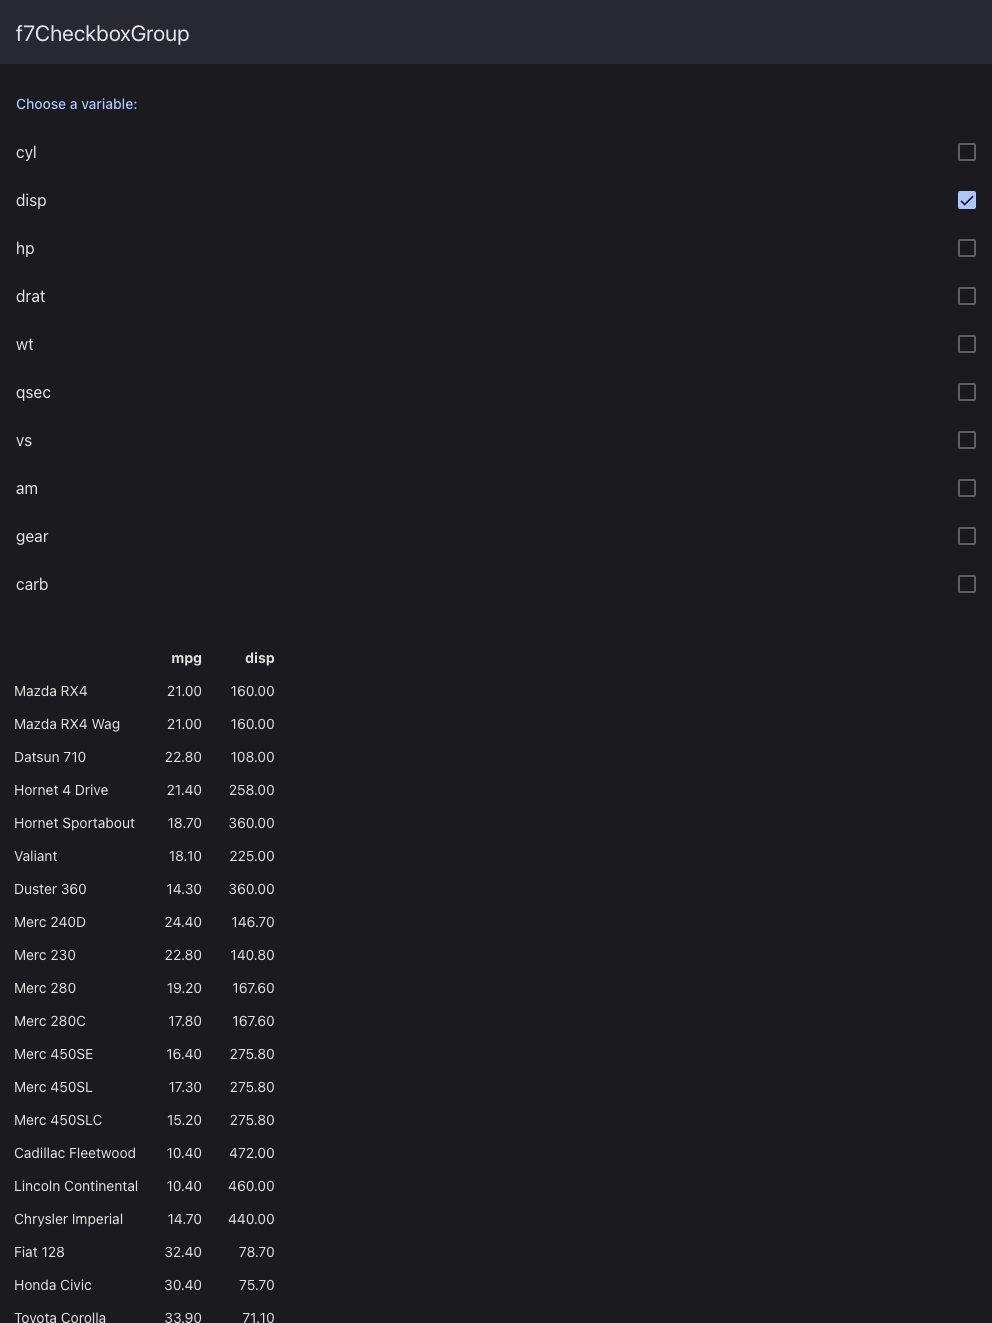 f7CheckboxGroup
Choose a variable:
cyl
disp
hp
drat
wt
qsec
vs
am
gear
carb
mpg disp
Mazda RX4 21.00 160.00
Mazda RX4 Wag 21.00 160.00
Datsun 710 22.80 108.00
Hornet 4 Drive 21.40 258.00
Hornet Sportabout 18.70 360.00
Valiant 18.10 225.00
Duster 360 14.30 360.00
Merc 240D 24.40 146.70
Merc 230 22.80 140.80
Merc 280 19.20 167.60
Merc 280C 17.80 167.60
Merc 450SE 16.40 275.80
Merc 450SL 17.30 275.80
Merc 450SLC 15.20 275.80
Cadillac Fleetwood 10.40 472.00
Lincoln Continental 10.40 460.00
Chrysler Imperial 14.70 440.00
Fiat 128 32.40 78.70
Honda Civic 30.40 75.70
Toyota Corolla 33.90 71.10